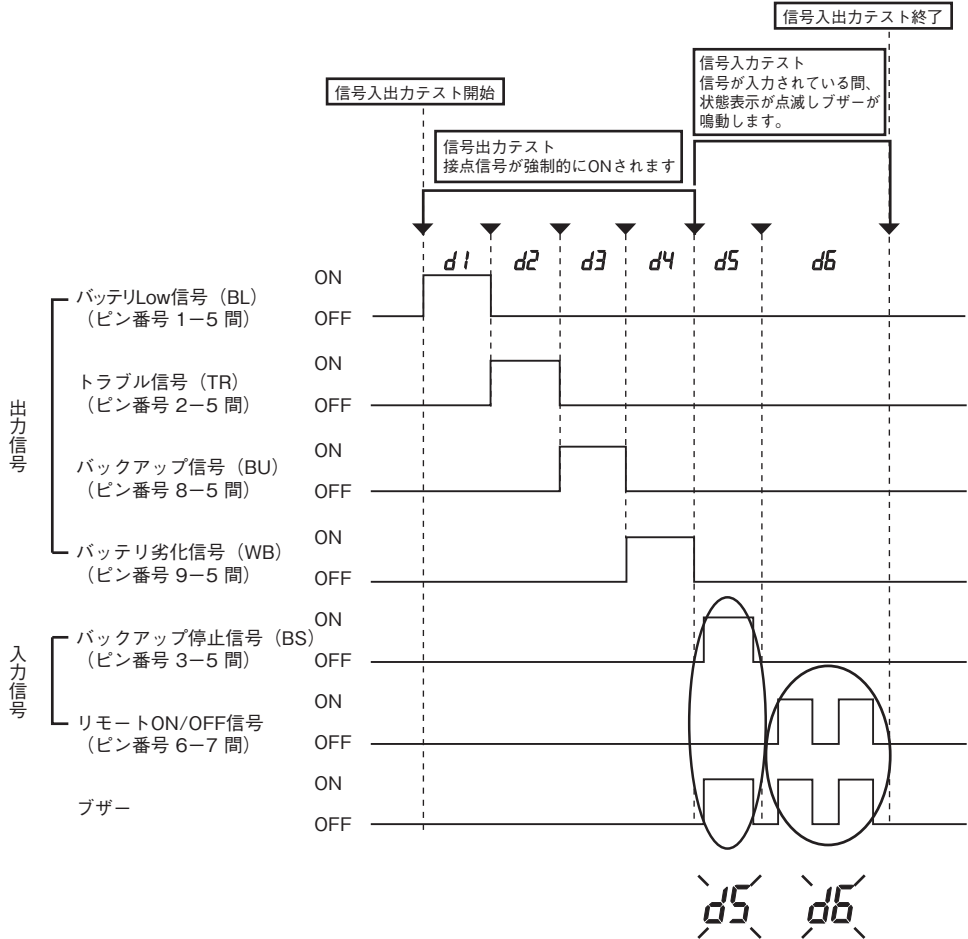 信号入出力テスト終了
信号入出力テスト開始
信号入力テスト
信号が入力されている間、
状態表示が点滅しブザーが
鳴動します。
信号出力テスト
接点信号が強制的にONされます
d1 d2 d3 d4 d5 d6
出力信号
バッテリLow信号（BL）
（ピン番号 1－5 間）
ON
OFF
トラブル信号（TR）
（ピン番号 2－5 間）
ON
OFF
バックアップ信号（BU）
（ピン番号 8－5 間）
ON
OFF
バッテリ劣化信号（WB）
（ピン番号 9－5 間）
ON
OFF
入力信号
バックアップ停止信号（BS）
（ピン番号 3－5 間）
ON
OFF
リモートON/OFF信号
（ピン番号 6－7 間）
ON
OFF
ブザー
ON
OFF
d5 d6